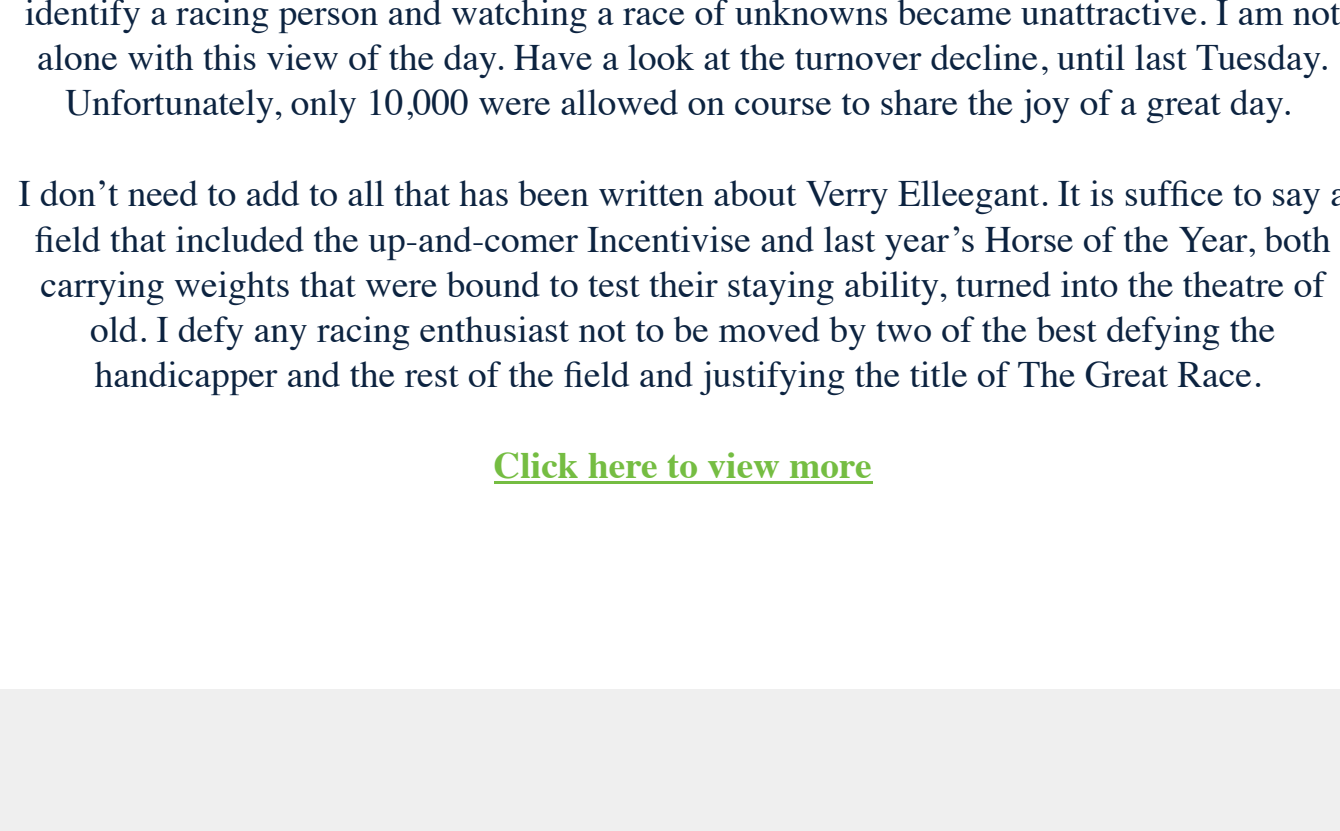 identify a racing person and watching a race of unknowns became unattractive. I am not
alone with this view of the day. Have a look at the turnover decline, until last Tuesday.
Unfortunately, only 10,000 were allowed on course to share the joy of a great day.
I don’t need to add to all that has been written about Verry Elleegant. It is suffice to say a
field that included the up-and-comer Incentivise and last year’s Horse of the Year, both
carrying weights that were bound to test their staying ability, turned into the theatre of
old. I defy any racing enthusiast not to be moved by two of the best defying the
handicapper and the rest of the field and justifying the title of The Great Race.
Click here to view more